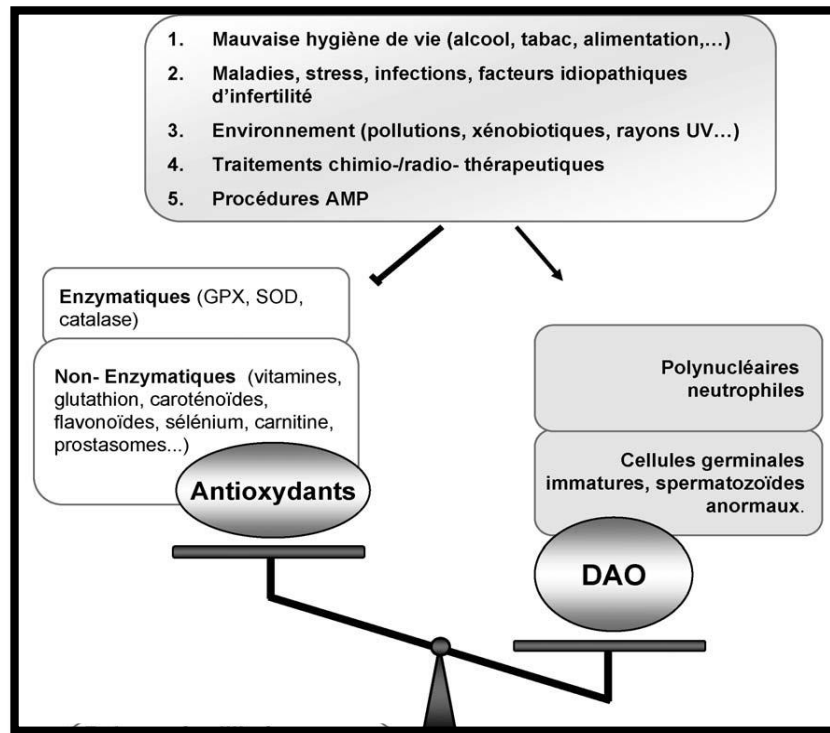 1. Mauvaise hygiène de vie (alcool, tabac, alimentation,…)
2. Maladies, stress, infections, facteurs idiopathiques
d’infertilité
3. Environnement (pollutions, xénobiotiques, rayons UV…)
4. Traitements chimio-/radio- thérapeutiques
5. Procédures AMP
Enzymatiques (GPX, SOD,
catalase)
Non- Enzymatiques (vitamines,
glutathion, caroténoïdes,
flavonoïdes, sélénium, carnitine,
prostasomes...)
Antioxydants
Polynucléaires
neutrophiles
Cellules germinales
immatures, spermatozoïdes
anormaux.
DAO